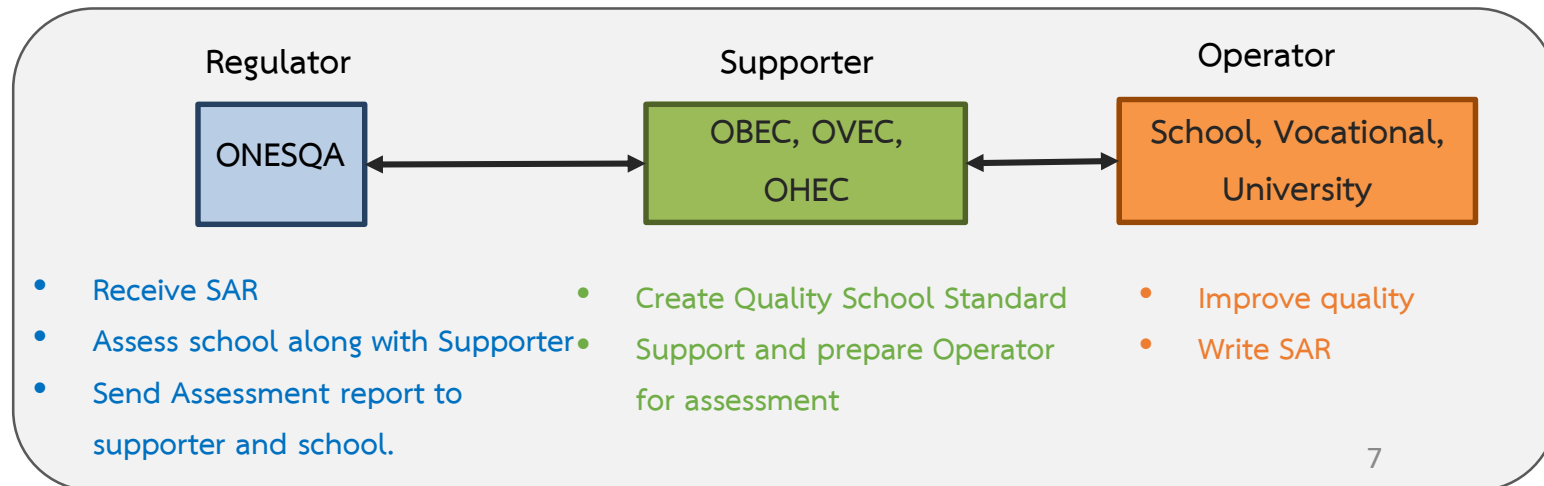 Regulator
ONESQA
• Receive SAR
• Assess school along with Supporter
• Send Assessment report to
supporter and school.
Supporter
OBEC, OVEC,
OHEC
• Create Quality School Standard
• Support and prepare Operator
for assessment
Operator
School, Vocational,
University
• Improve quality
• Write SAR
7